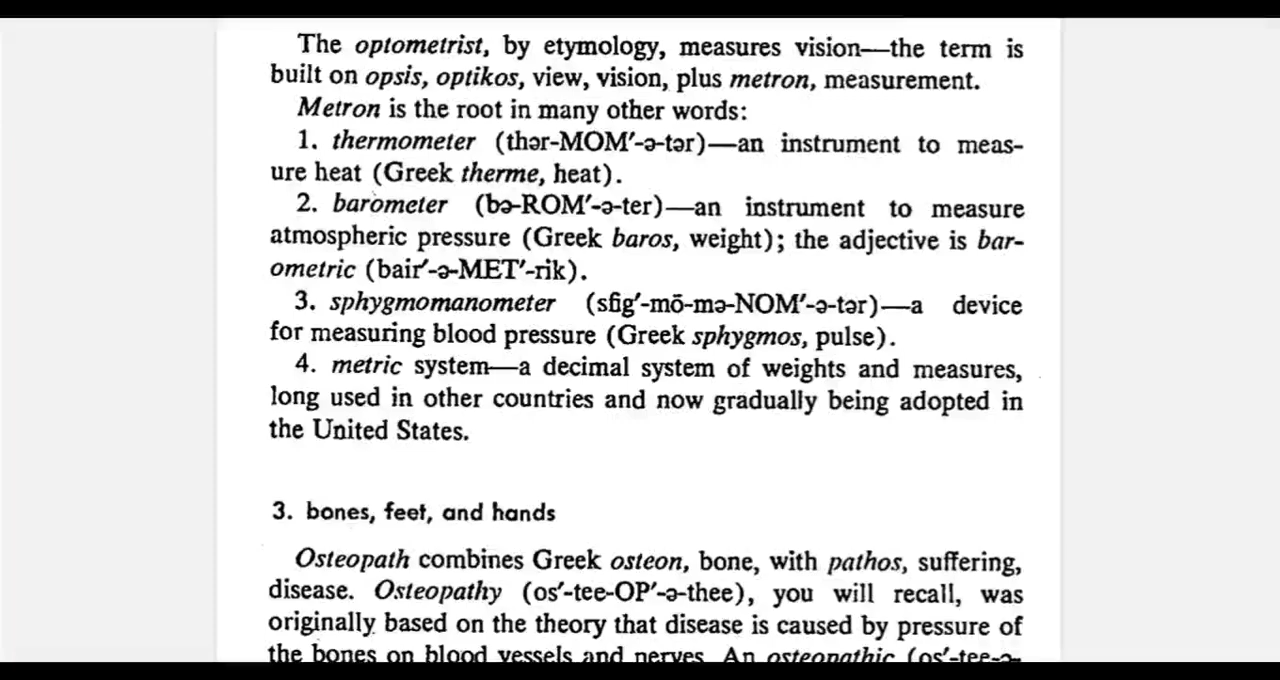 The optometrist, by etymology, measures vision—the term is
built on opsis, optikos, view, vision, plus metron, measurement.
Metron is the root in many other words:
1. thermometer (thər-MOM′-ə-tər)—an instrument to meas-
ure heat (Greek therme, heat).
2. barometer (bə-ROM′-ə-ter)—an instrument to measure
atmospheric pressure (Greek baros, weight); the adjective is bar-
ometric (bair′-ə-MET′-rik).
3. sphygmomanometer (sfig′-mō-mə-NOM′-ə-tər)—a device
for measuring blood pressure (Greek sphygmos, pulse).
4. metric system—a decimal system of weights and measures,
long used in other countries and now gradually being adopted in
the United States.
3. bones, feet, and hands
Osteopath combines Greek osteon, bone, with pathos, suffering,
disease. Osteopathy (os′-tee-OP′-ə-thee), you will recall, was
originally based on the theory that disease is caused by pressure of
the bones on blood vessels and nerves. An osteopathic (os′-tee-ə-